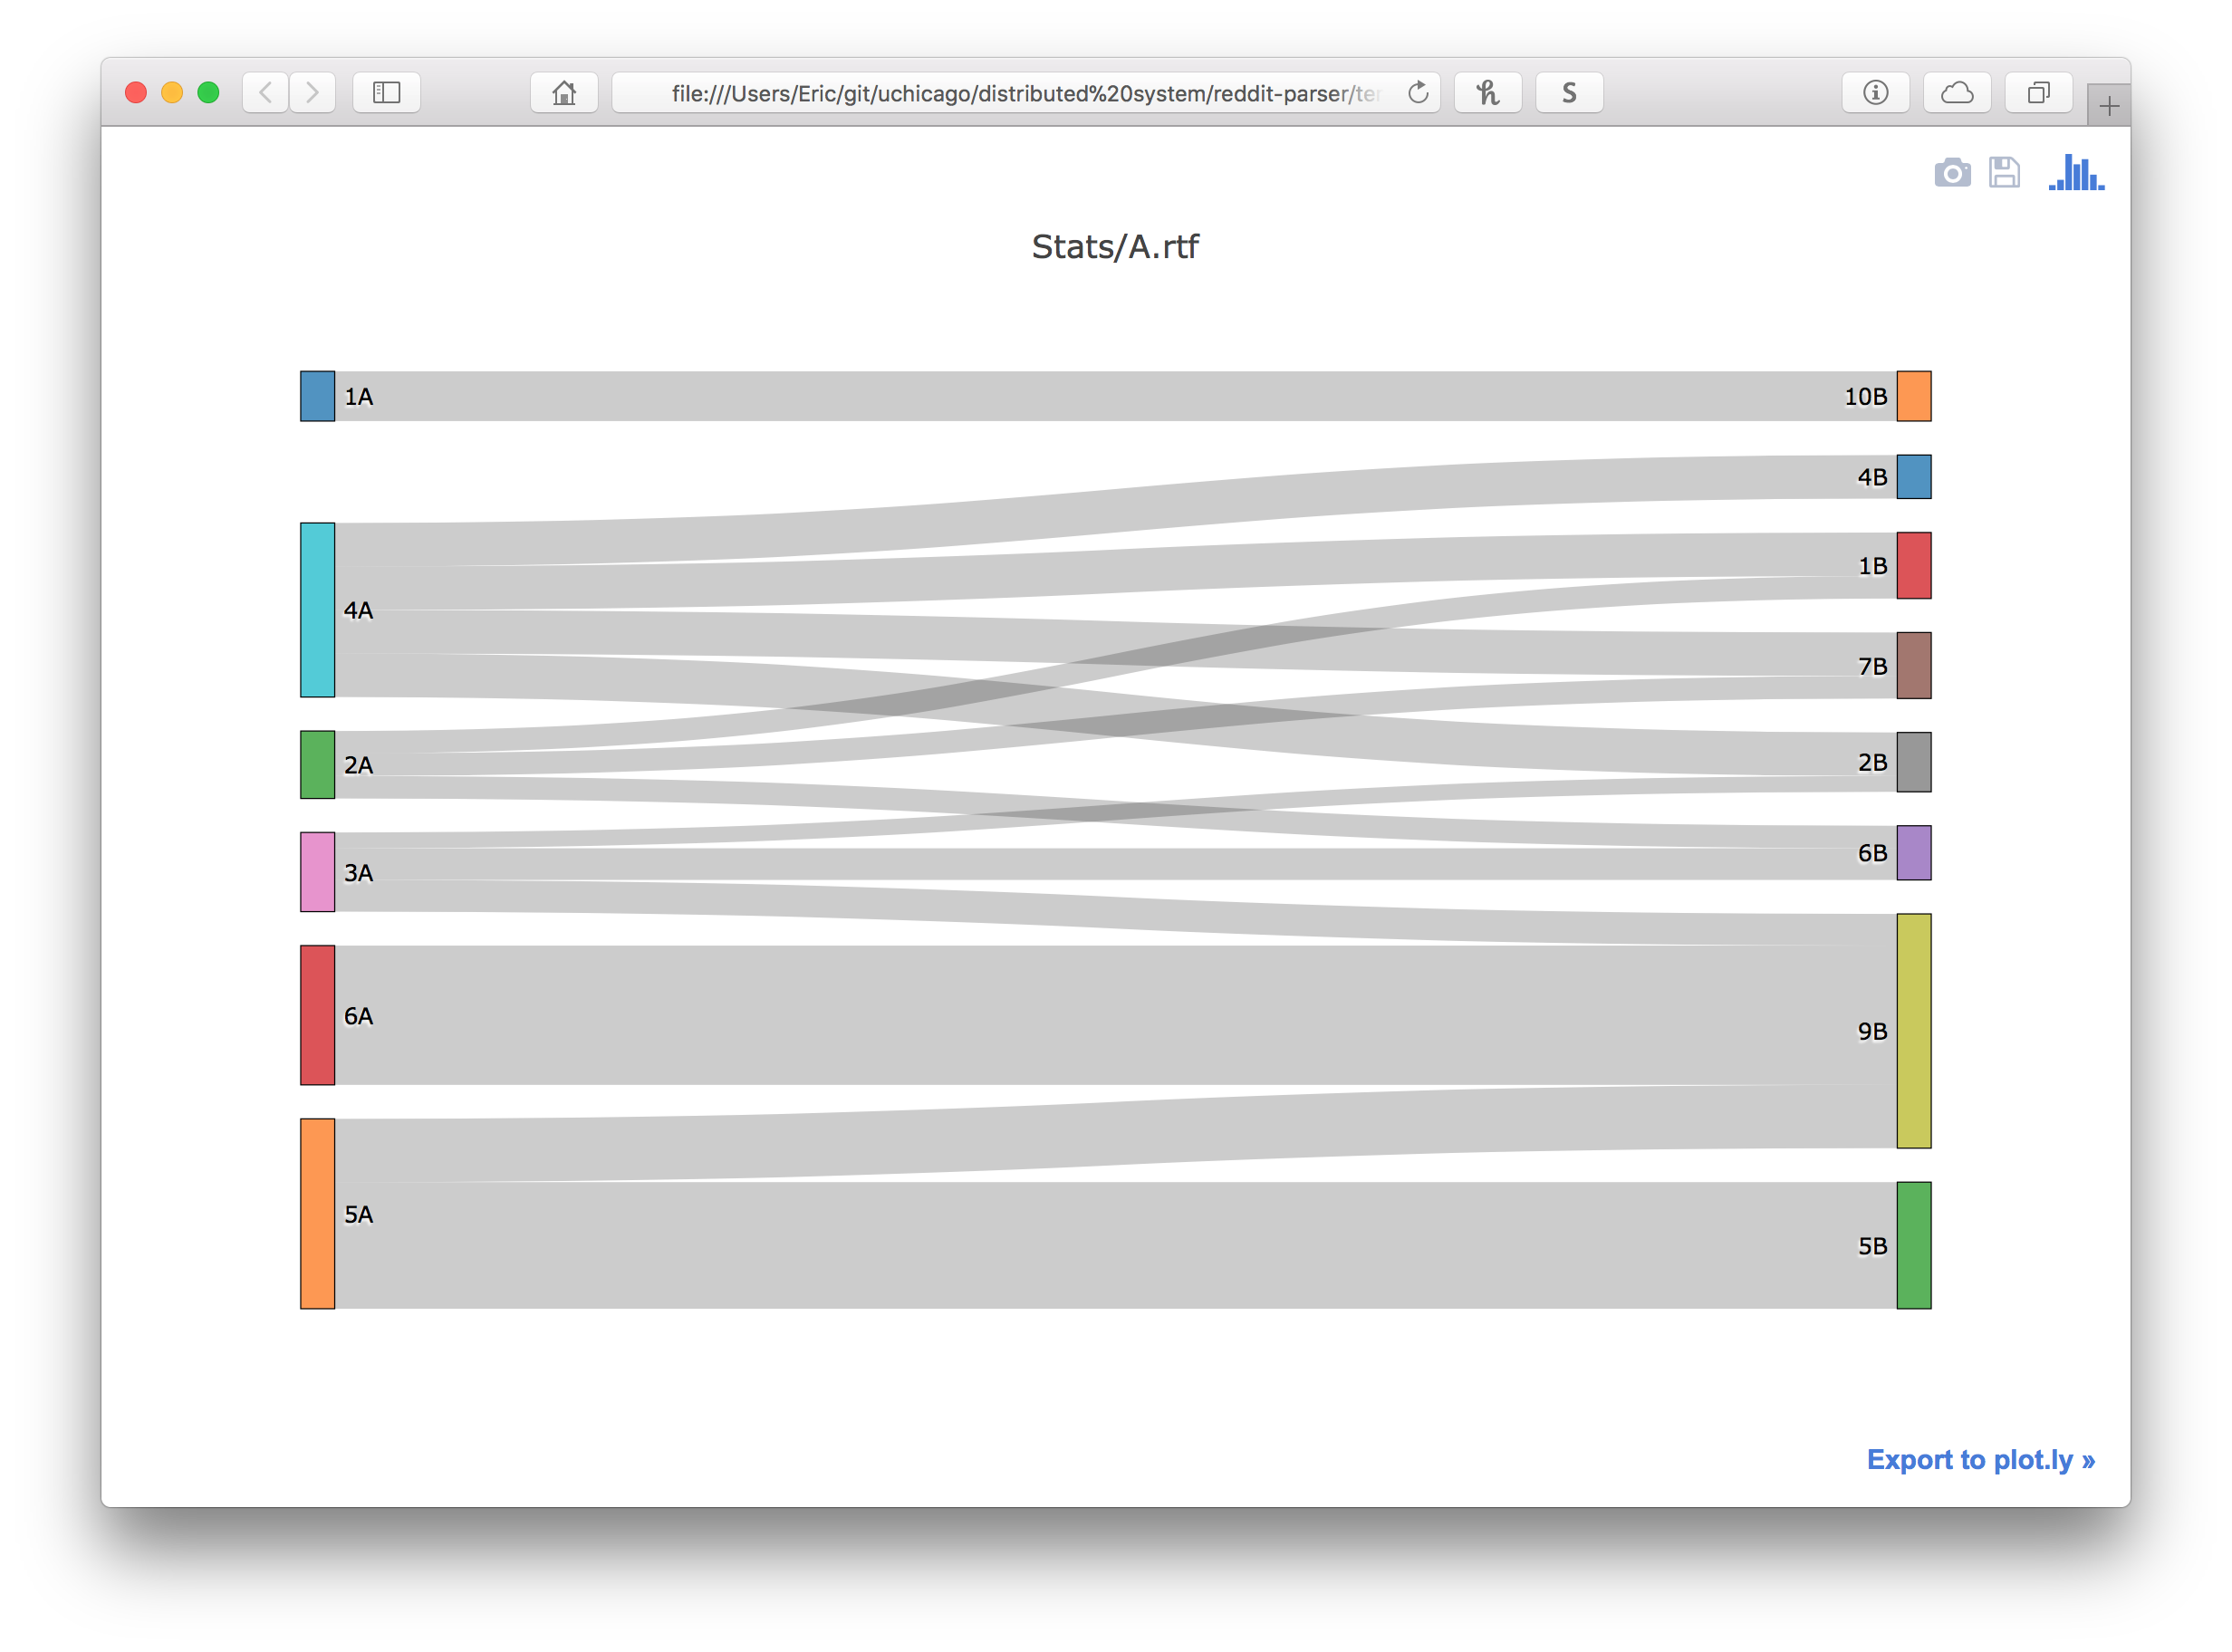 file:///Users/Eric/git/uchicago/distributed%20system/reddit-parser/te
S
Stats/A.rtf
1A
10B
4B
1B
4A
7B
2A
2B
3A
6B
6A
9B
5A
5B
Export to plot.ly »